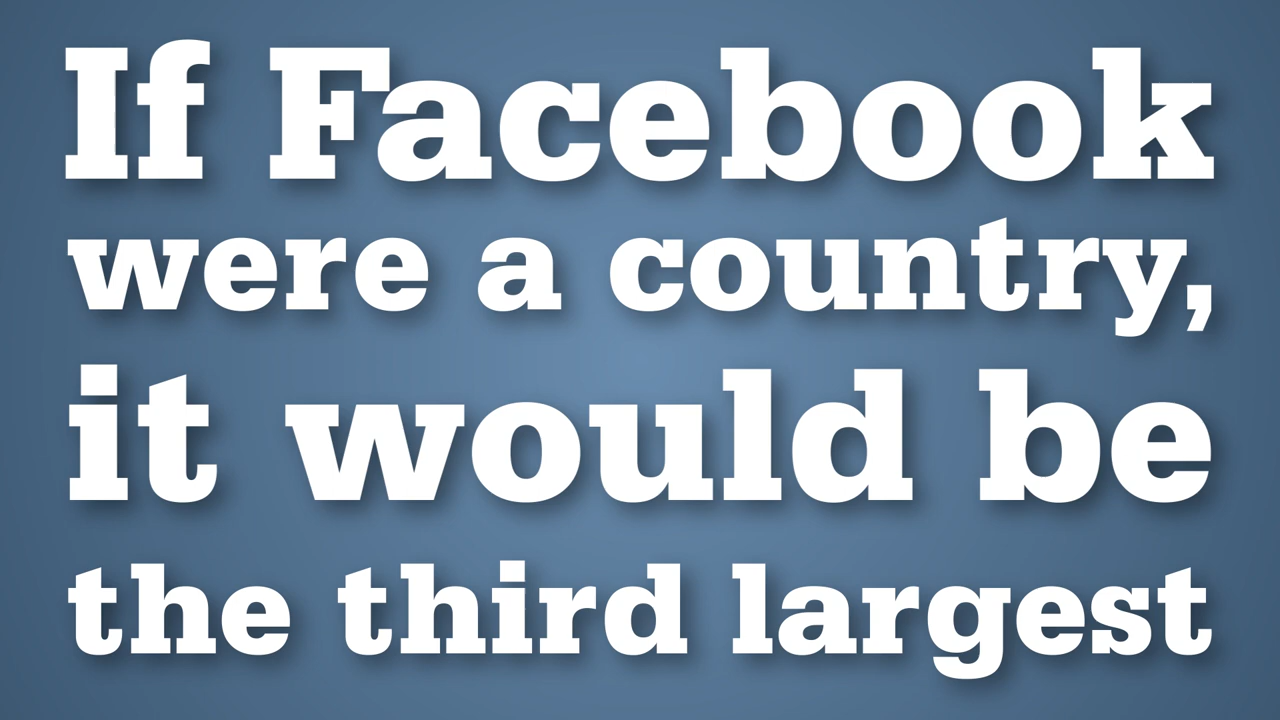 If Facebook
were a country,
it would be
the third largest